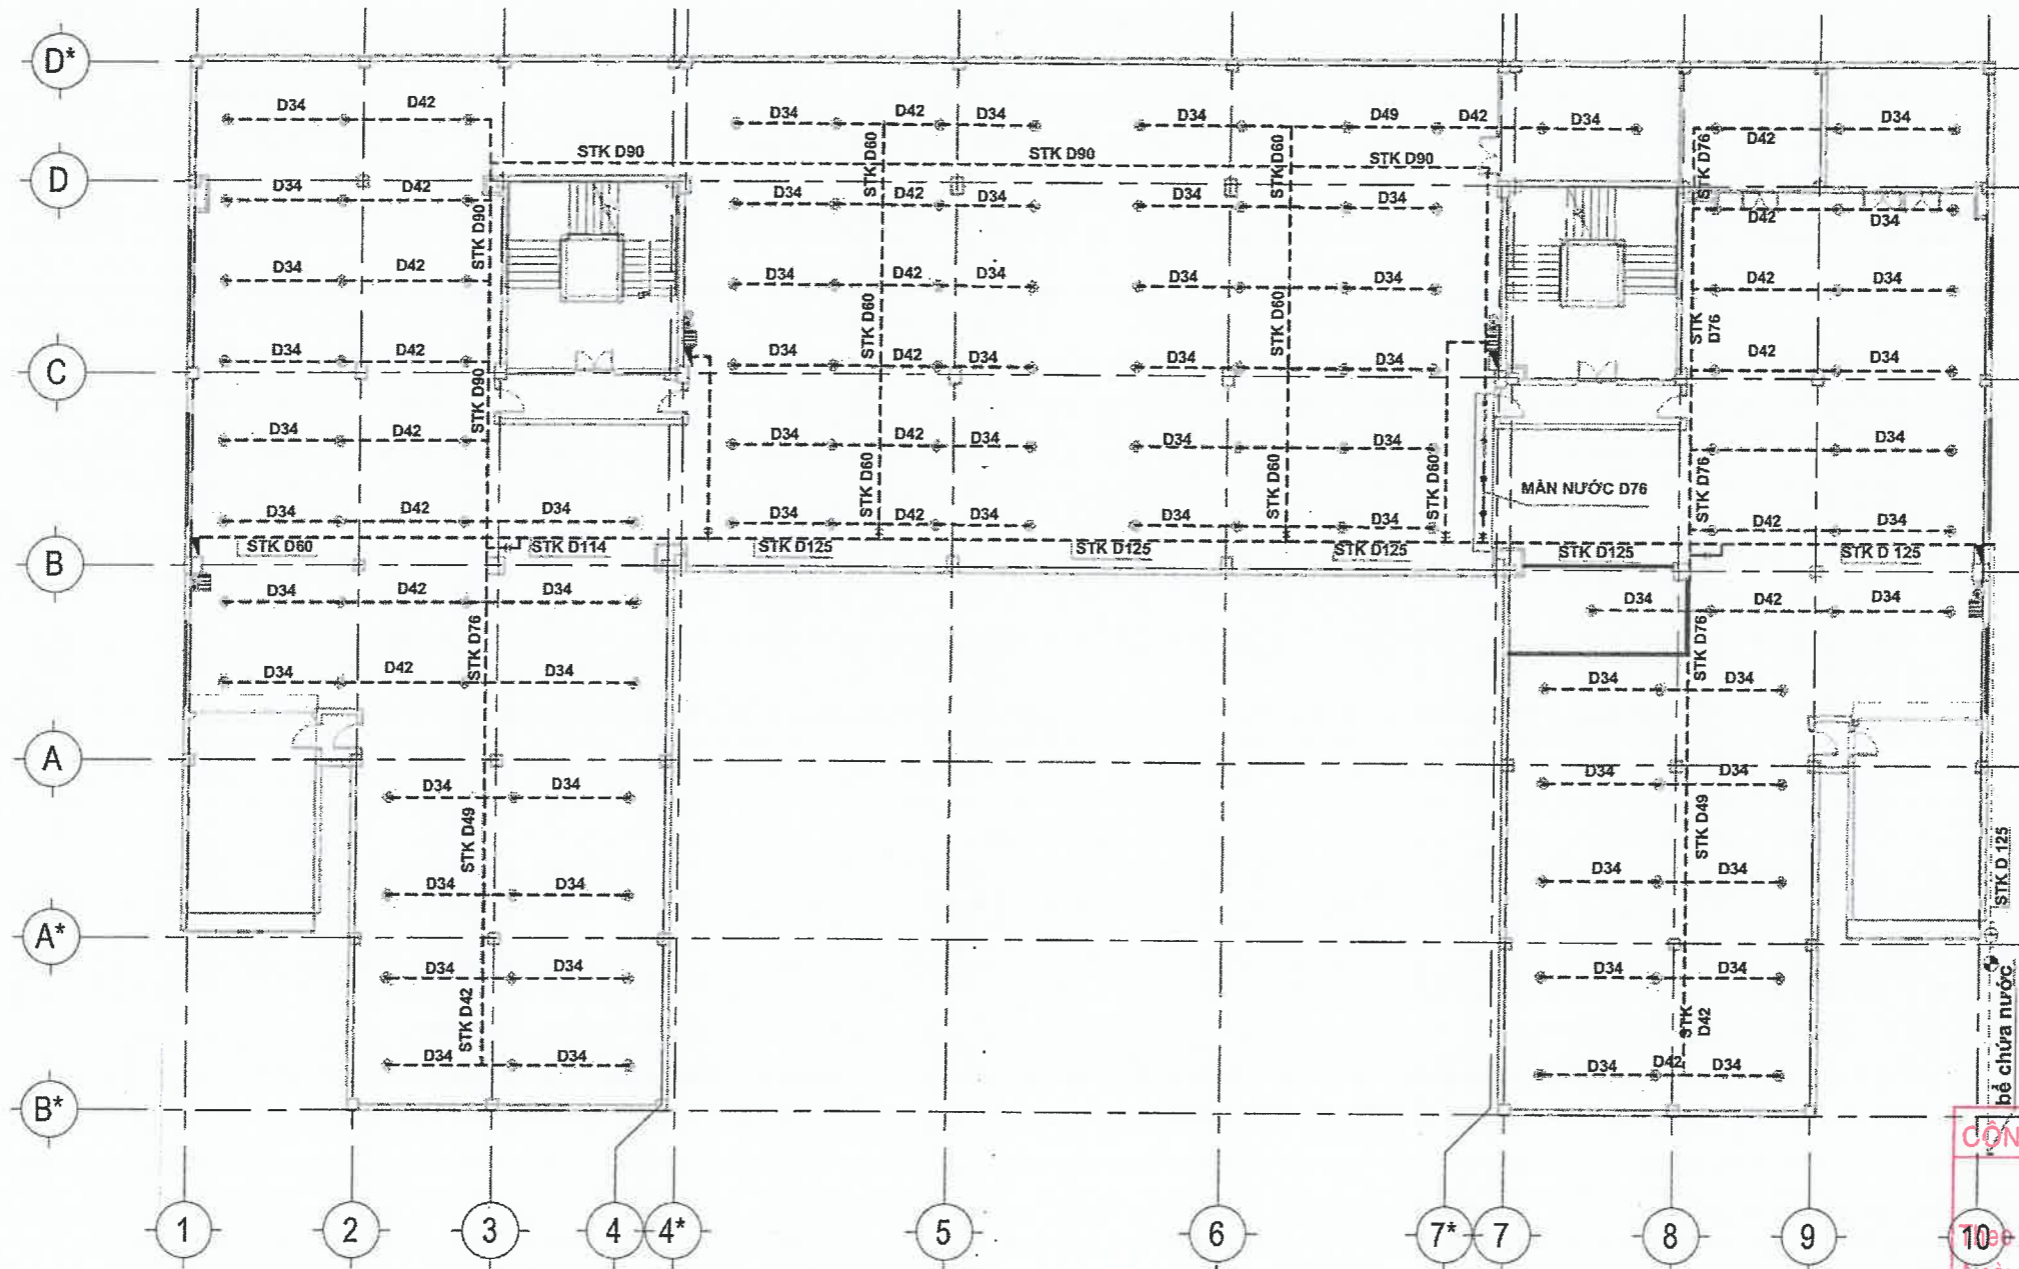 D*
D34
D42
D34
D42
D34
D34
D49
D42
D34
D42
D34
STK D90
STK D90
STK D90
STK D60
STK D60
STK D76
D
D34
D42
D34
D42
D34
D34
D34
D42
D34
STK D90
D34
D42
D34
D42
D34
D34
D34
D42
D34
STK D60
STK D60
STK
D76
C
D34
D42
D34
D42
D34
D34
D34
D42
D34
STK D90
D34
D42
D34
D42
D34
D34
D34
D34
STK D60
STK D60
STK D60
STK D76
MÀN NƯỚC D76
D34
D42
D34
D34
D42
D34
D34
D34
D42
D34
STK D60
STK D114
STK D125
STK D125
STK D125
STK D125
STK D 125
B
D34
D42
D34
D34
D42
D34
STK D76
STK D76
D34
D42
D34
D34
D34
A
D34
D34
D34
D34
STK D49
STK D49
STK D 125
D34
D34
D34
D34
A*
D34
D34
D34
D34
STK D42
STK
D42
bể chứa nước
D34
D34
D34
D42
D34
B*
CÔN
1
2
3
4
4*
5
6
7*
7
8
9
10
Theo